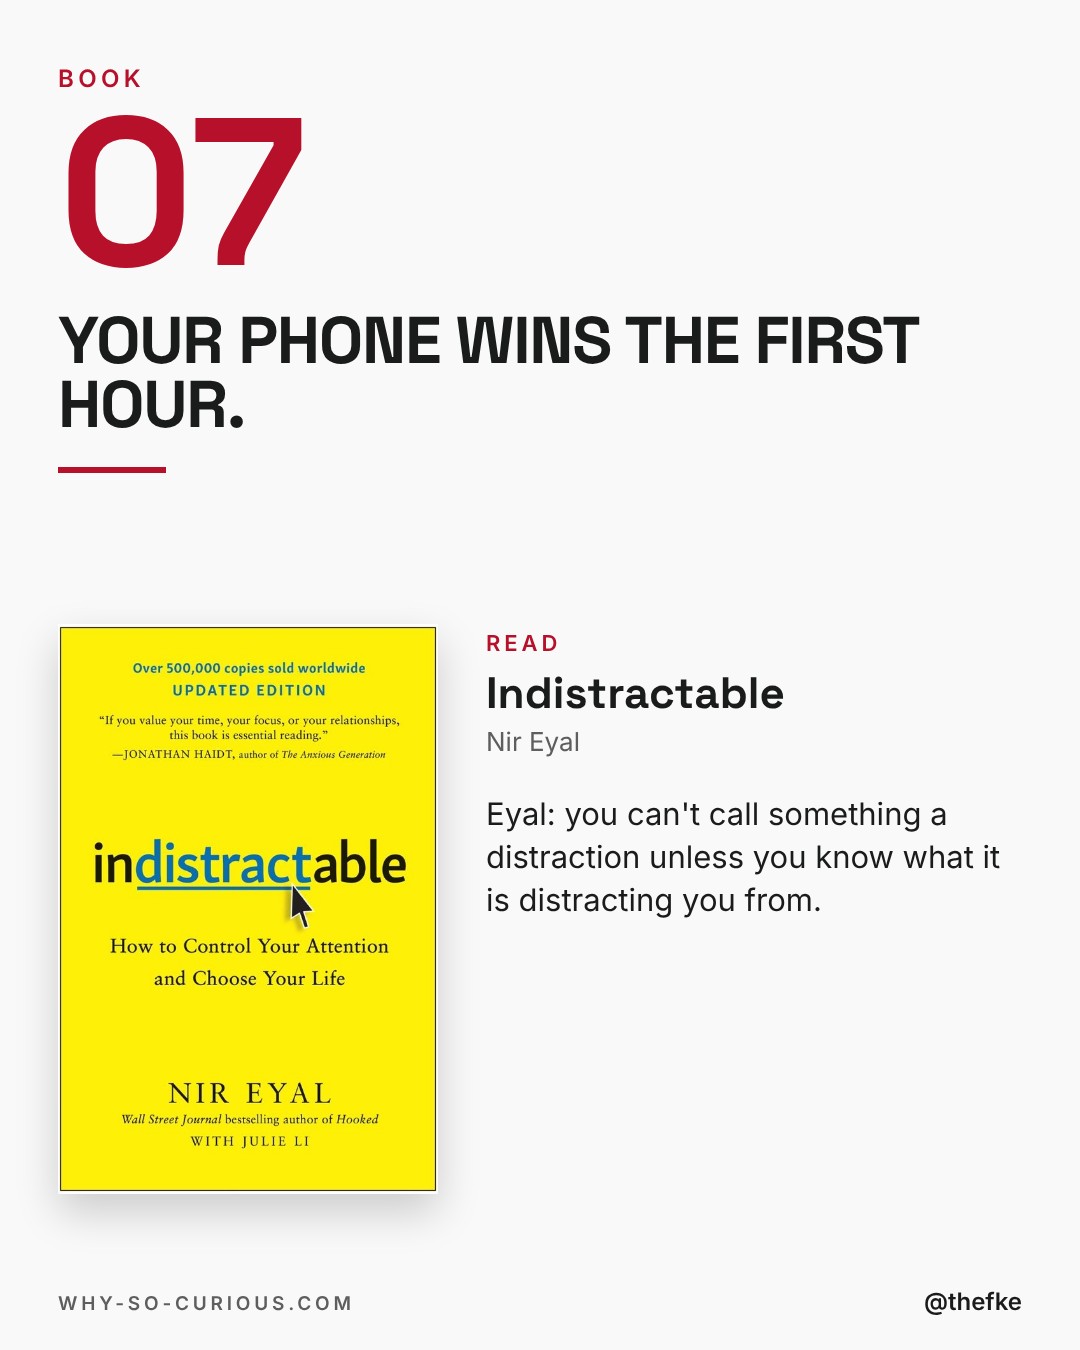 BOOK
07
YOUR PHONE WINS THE FIRST
HOUR.
Over 500,000 copies sold worldwide
UPDATED EDITION
“If you value your time, your focus, or your relationships,
this book is essential reading.”
—JONATHAN HAIDT, author of The Anxious Generation
indistractable
How to Control Your Attention
and Choose Your Life
NIR EYAL
Wall Street Journal bestselling author of Hooked
WITH JULIE LI
READ
Indistractable
Nir Eyal
Eyal: you can't call something a
distraction unless you know what it
is distracting you from.
WHY-SO-CURIOUS.COM
@thefke